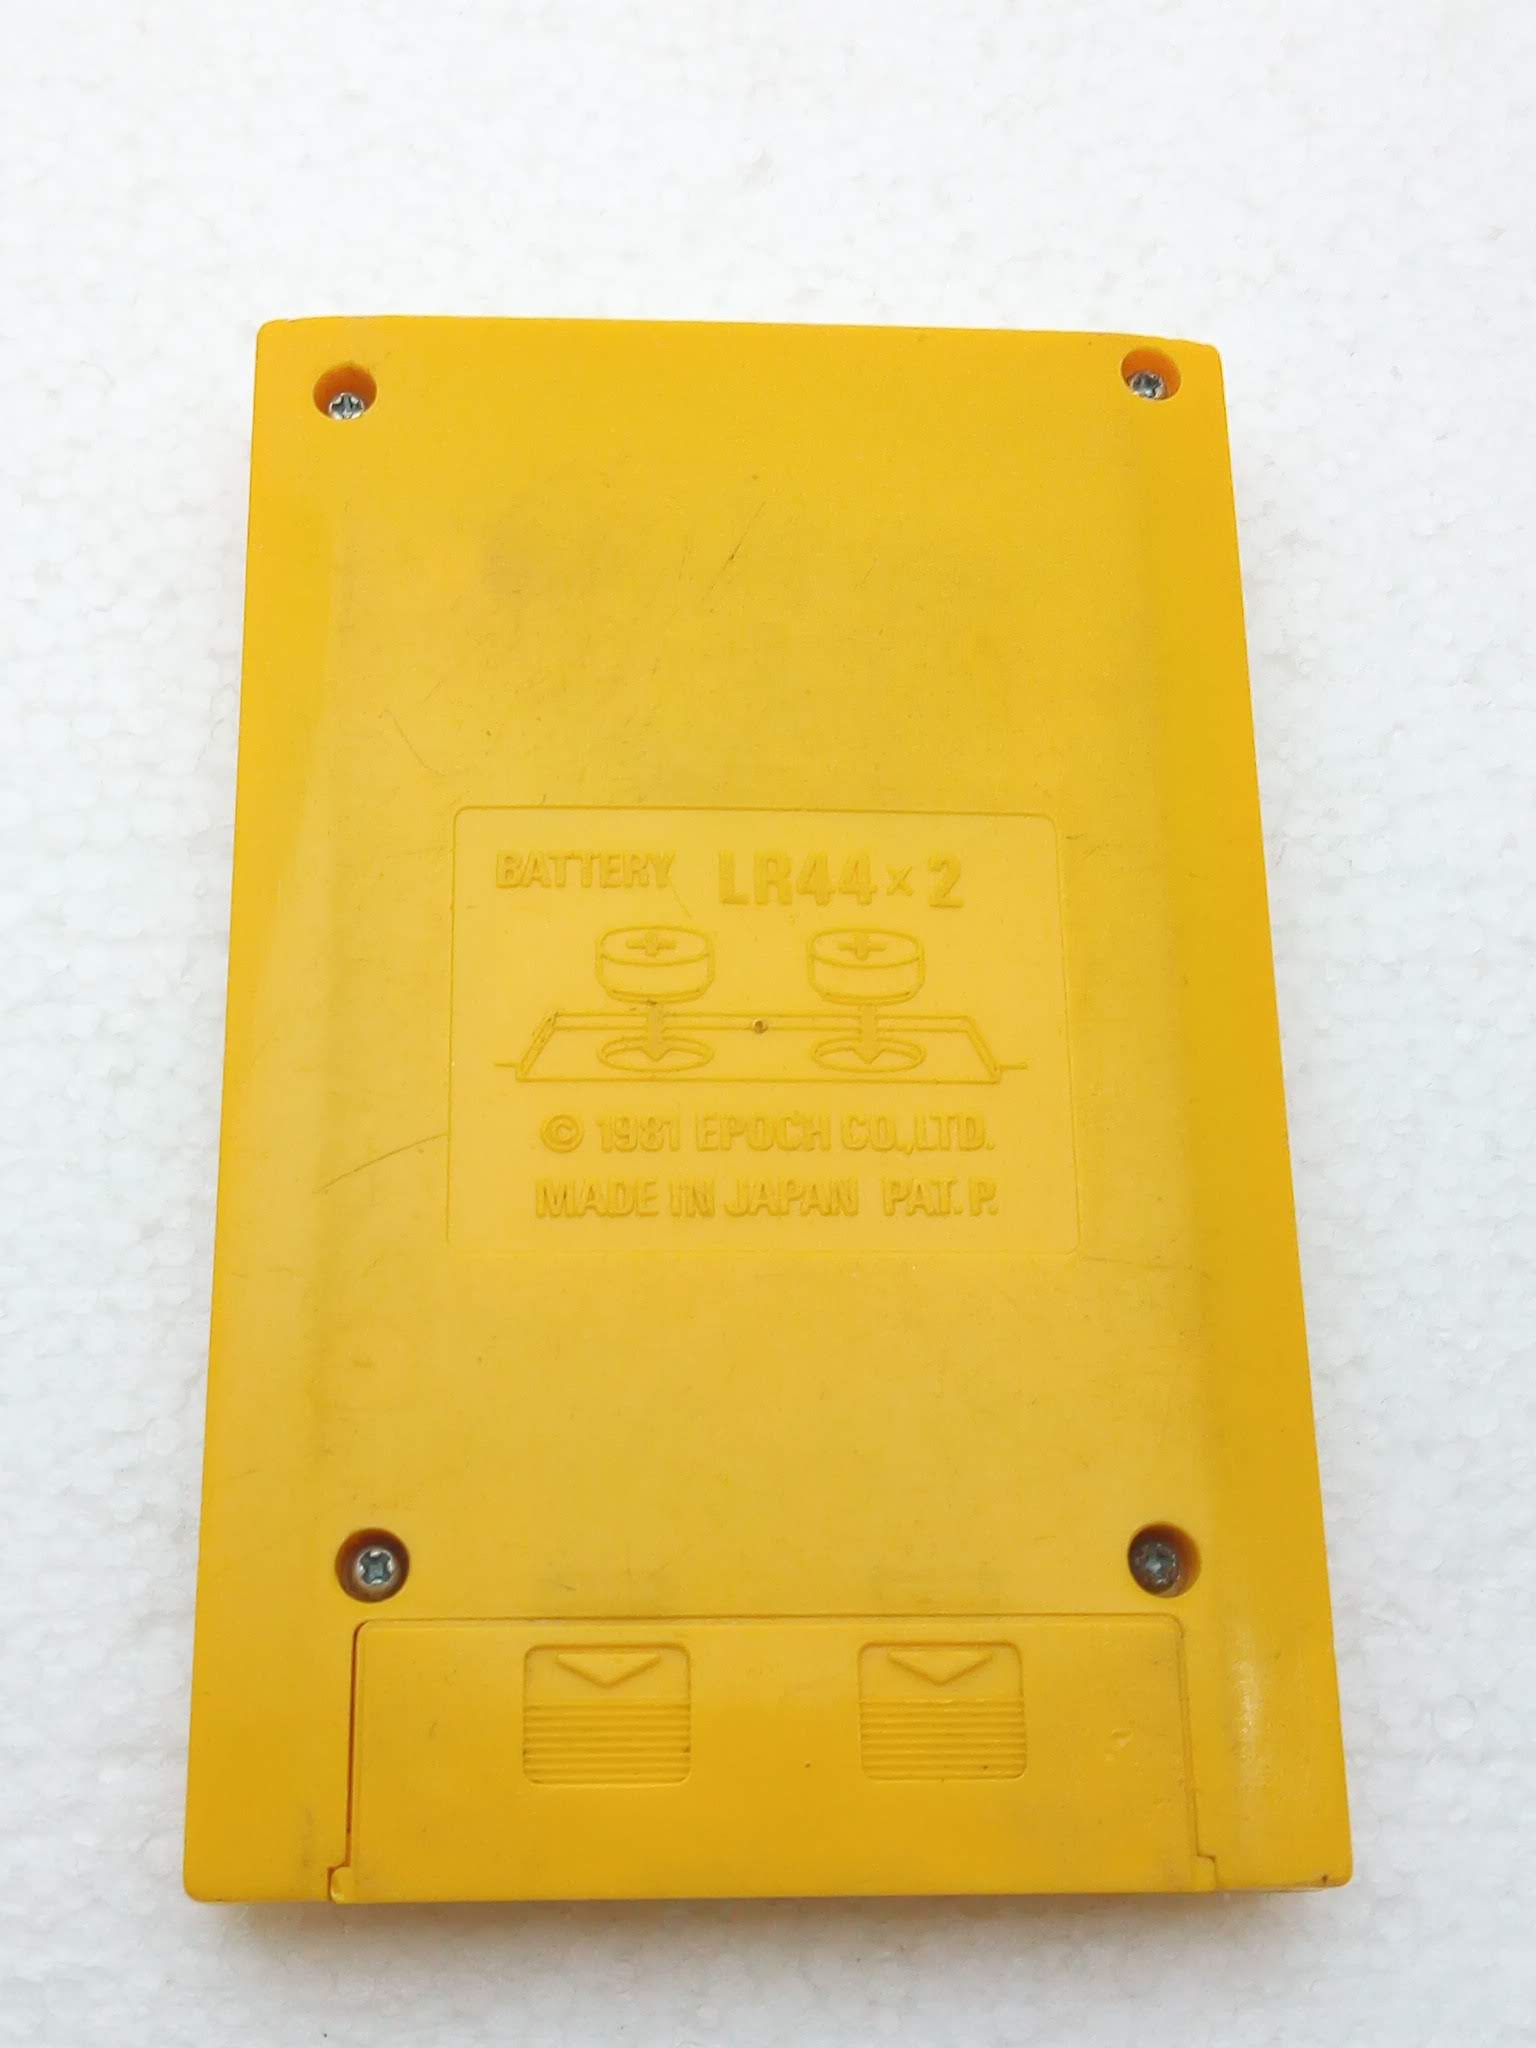 BATTERY LR44×2
+ +
© 1981 EPOCH CO.,LTD.
MADE IN JAPAN PAT. P.